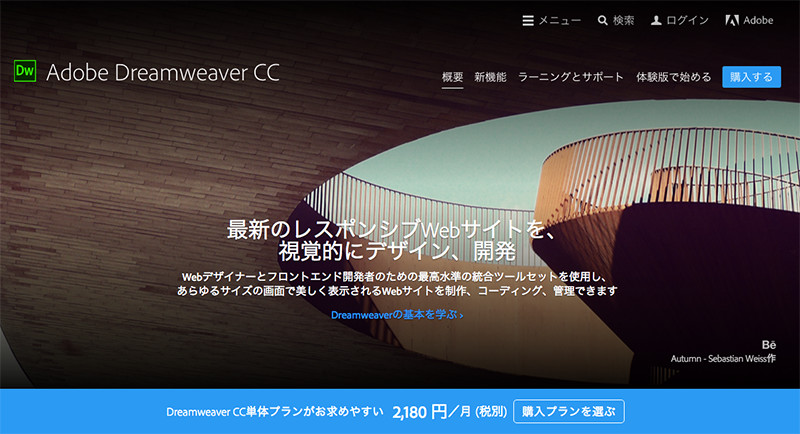 メニュー 検索 ログイン Adobe
Dw Adobe Dreamweaver CC
概要 新機能 ラーニングとサポート 体験版で始める 購入する
最新のレスポンシブWebサイトを、
視覚的にデザイン、開発
Webデザイナーとフロントエンド開発者のための最高水準の統合ツールセットを使用し、
あらゆるサイズの画面で美しく表示されるWebサイトを制作、コーディング、管理できます
Dreamweaverの基本を学ぶ ›
Bē
Autumn - Sebastian Weiss作
Dreamweaver CC単体プランがお求めやすい 2,180 円／月 (税別) 購入プランを選ぶ